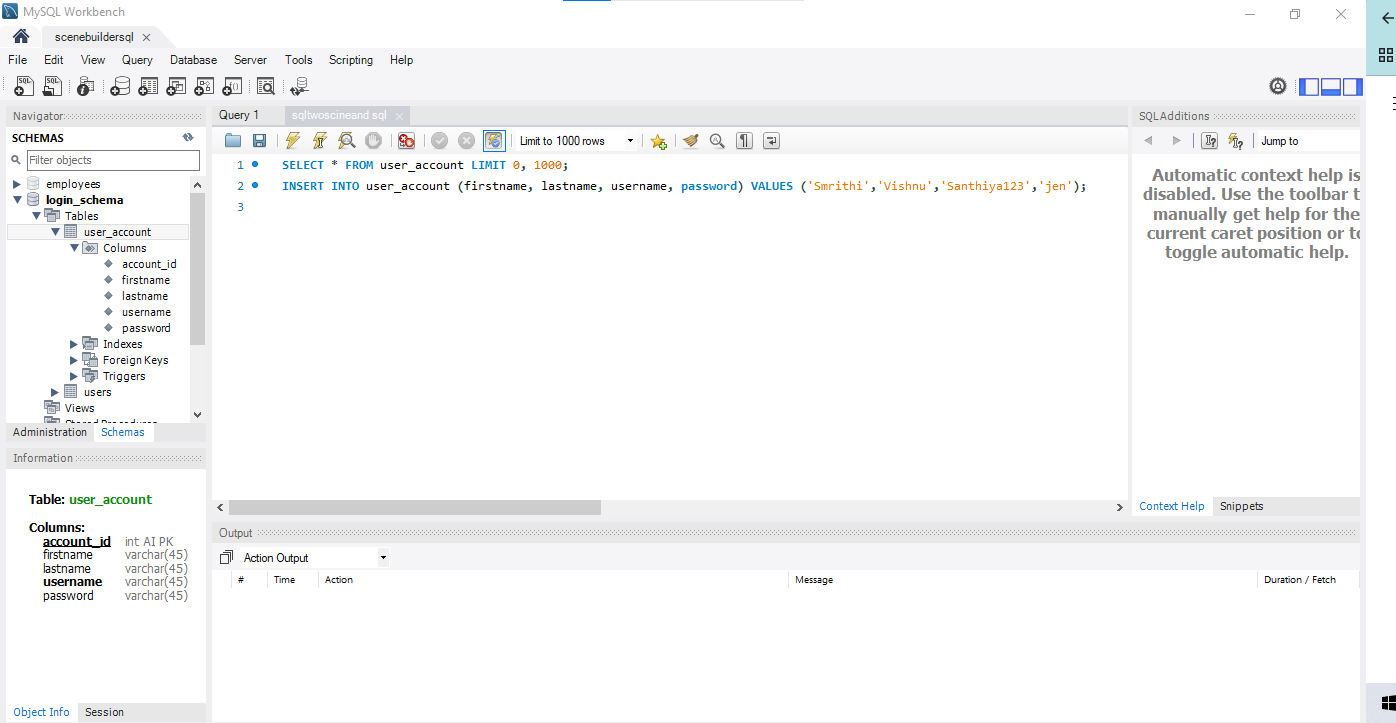 MySQL Workbench
scenebuildersql
File Edit View Query Database Server Tools Scripting Help
Navigator
SCHEMAS
Filter objects
employees
login_schema
Tables
user_account
Columns
account_id
firstname
lastname
username
password
Indexes
Foreign Keys
Triggers
users
Views
Stored Procedures
Administration Schemas
Information
Table: user_account
Columns:
account_id int AI PK
firstname varchar(45)
lastname varchar(45)
username varchar(45)
password varchar(45)
Object Info Session
Query 1 sqltwoscineand sql
Limit to 1000 rows
1 SELECT * FROM user_account LIMIT 0, 1000;
2 INSERT INTO user_account (firstname, lastname, username, password) VALUES ('Smrithi','Vishnu','Santhiya123','jen');
3
Output
Action Output
# Time Action Message Duration / Fetch
SQLAdditions
Jump to
Automatic context help is
disabled. Use the toolbar t
manually get help for the
current caret position or to
toggle automatic help.
Context Help Snippets